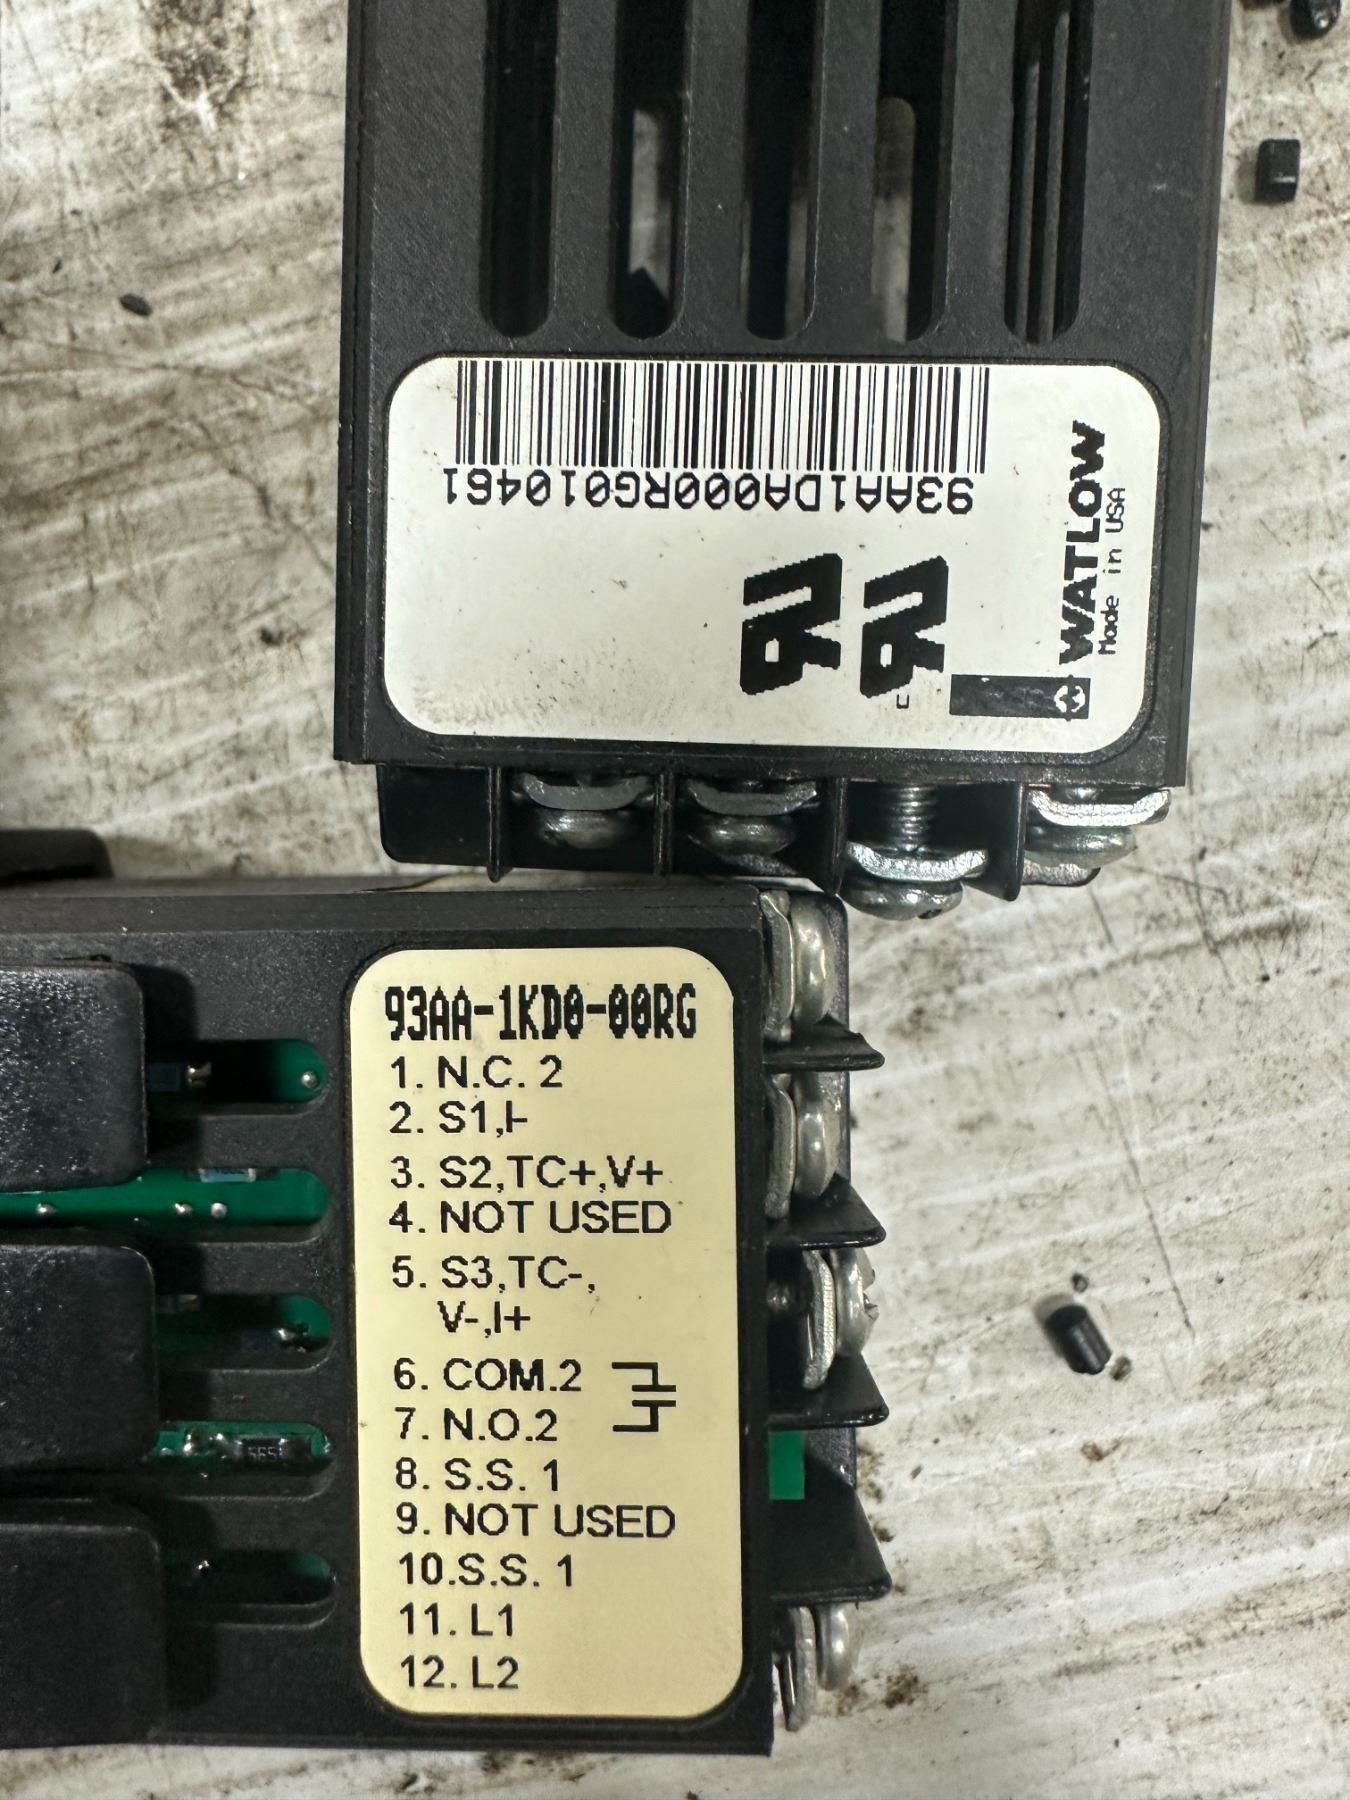 93AA1DA000RG010461
WATLOW
Made in USA
93AA-1KD0-00RG
1. N.C. 2
2. S1,I-
3. S2,TC+,V+
4. NOT USED
5. S3,TC-,
V-,I+
6. COM.2
7. N.O.2
8. S.S. 1
9. NOT USED
10.S.S. 1
11. L1
12. L2